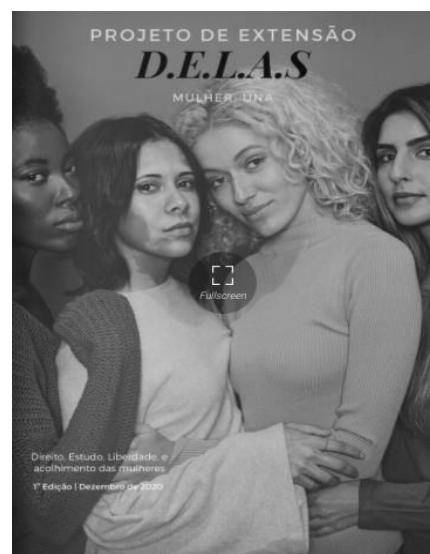 PROJETO DE EXTENSÃO
D.E.L.A.S
MULHER, UNA
Fullscreen
Direito, Estudo, Liberdade, e
acolhimento das mulheres
1ª Edição | Dezembro de 2020